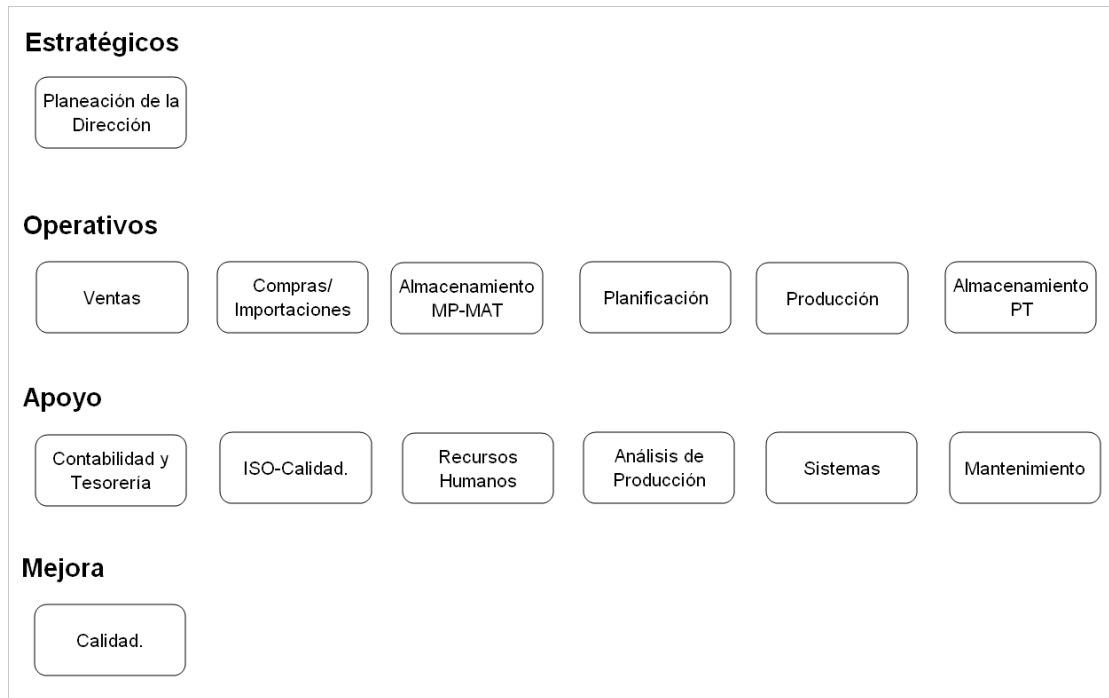 Estratégicos
Planeación de la
Dirección
Operativos
Ventas
Compras/
Importaciones
Almacenamiento
MP-MAT
Planificación
Producción
Almacenamiento
PT
Apoyo
Contabilidad y
Tesorería
ISO-Calidad.
Recursos
Humanos
Análisis de
Producción
Sistemas
Mantenimiento
Mejora
Calidad.